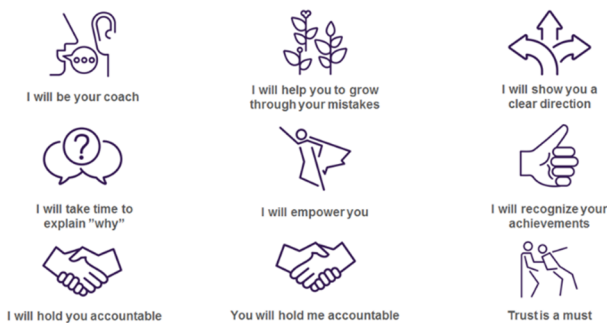 I will be your coach
I will help you to grow
through your mistakes
I will show you a
clear direction
?
I will take time to
explain "why"
I will empower you
I will recognize your
achievements
I will hold you accountable
You will hold me accountable
Trust is a must